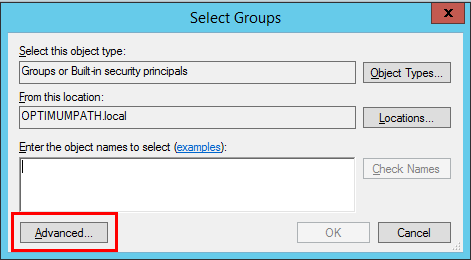 Select Groups
x
Select this object type:
Groups or Built-in security principals
Object Types...
From this location:
OPTIMUMPATH.local
Locations...
Enter the object names to select (examples):
Check Names
Advanced...
OK
Cancel